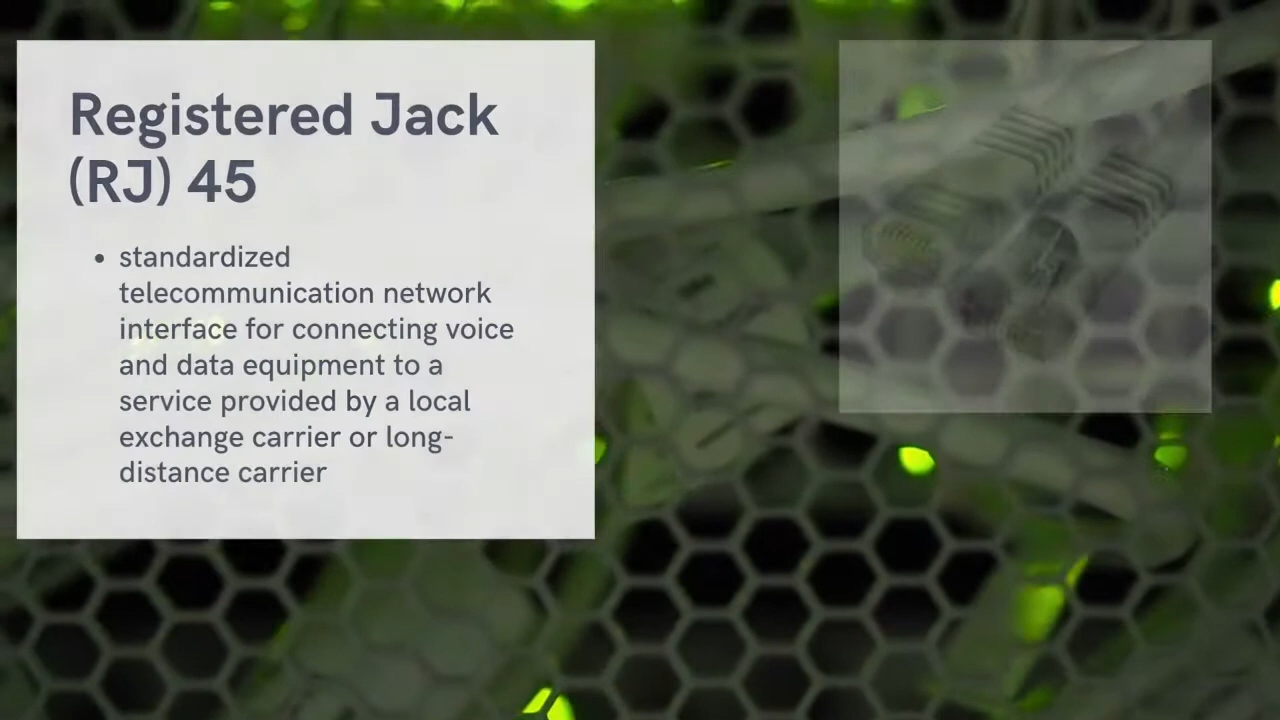 Registered Jack
(RJ) 45
• standardized
telecommunication network
interface for connecting voice
and data equipment to a
service provided by a local
exchange carrier or long-
distance carrier